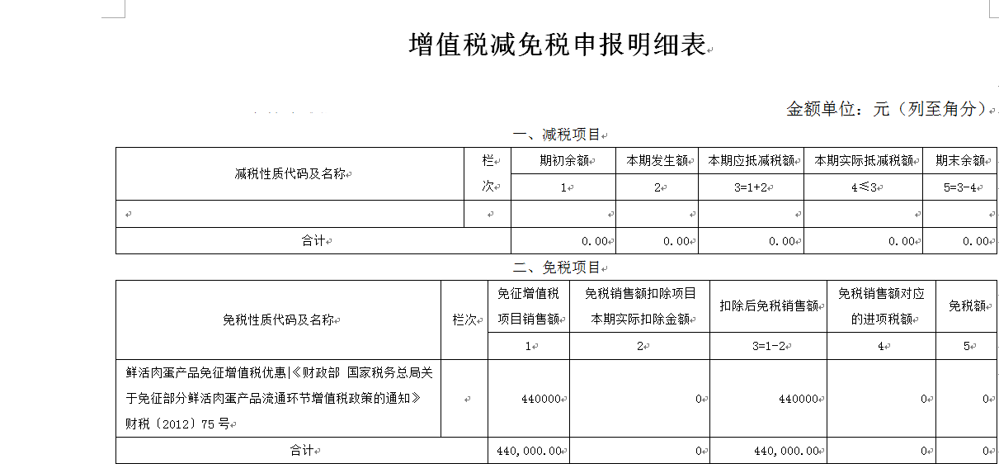 增值税减免税申报明细表
金额单位：元（列至角分）
一、减税项目
减税性质代码及名称 栏次 期初余额 本期发生额 本期应抵减税额 本期实际抵减税额 期末余额
1 2 3=1+2 4≤3 5=3-4
合计 0.00 0.00 0.00 0.00 0.00
二、免税项目
免税性质代码及名称 栏次 免征增值税项目销售额 免税销售额扣除项目本期实际扣除金额 扣除后免税销售额 免税销售额对应的进项税额 免税额
1 2 3=1-2 4 5
鲜活肉蛋产品免征增值税优惠|《财政部 国家税务总局关
于免征部分鲜活肉蛋产品流通环节增值税政策的通知》
财税〔2012〕75 号
440000 0 440000 0 0
合计 440,000.00 0 440,000.00 0 0